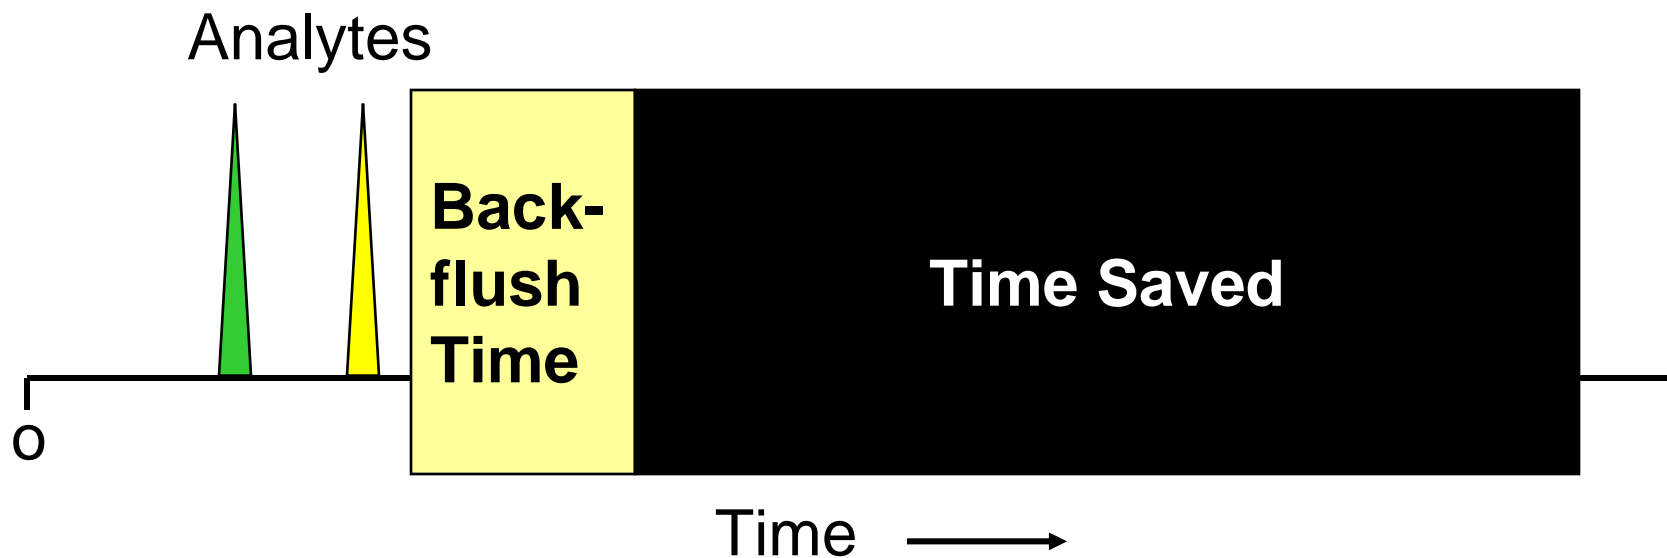 Analytes
Back-
flush
Time
Time Saved
o
Time